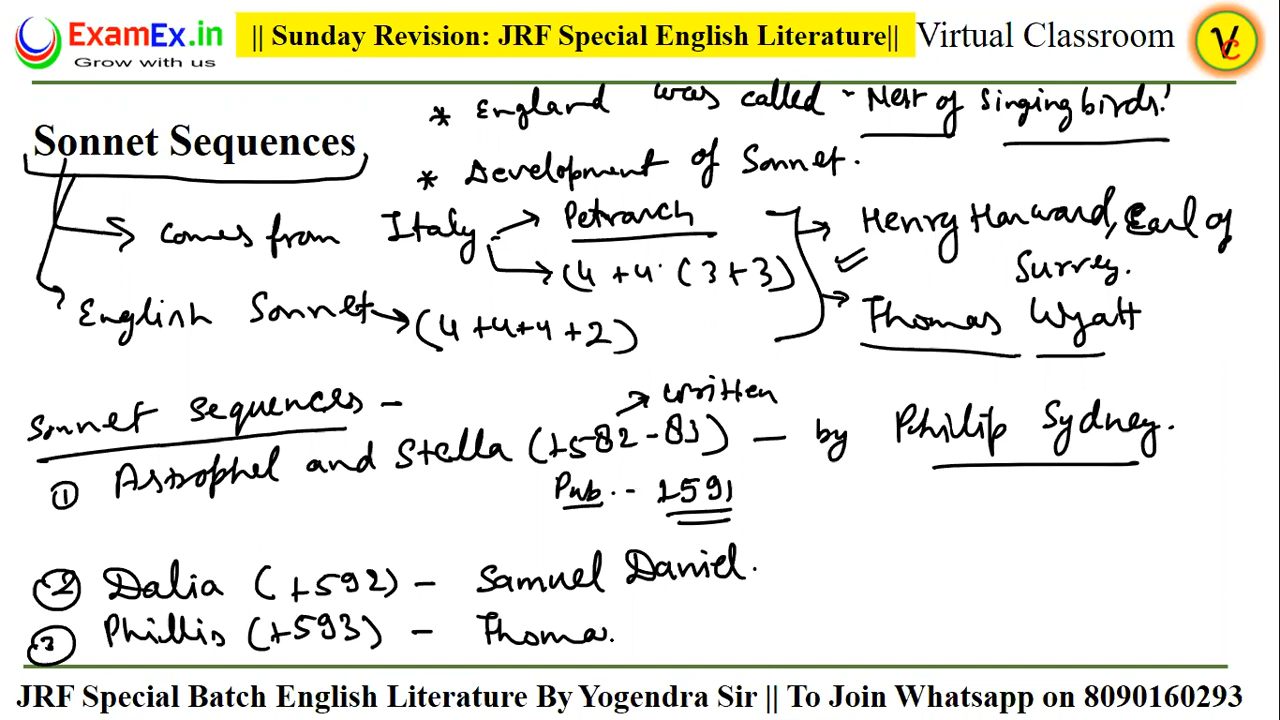 ExamEx.in
Grow with us
|| Sunday Revision: JRF Special English Literature||
Virtual Classroom
VC
* England was called - Nest of Singing birds!
Sonnet Sequences
* Development of Sonnet.
→ comes from Italy → Petrarch
→ (4 + 4 (3+3)
→ Henry Harward, Earl of Surrey.
English Sonnet → (4+4+4+2)
→ Thomas Wyatt
Sonnet Sequences -
→ written
① Astrophel and Stella (1582-83) - by Phillip Sydney.
Pub. - 1591
② Dalia (1592) - Samuel Daniel.
③ Phillis (1593) - Thoma.
JRF Special Batch English Literature By Yogendra Sir || To Join Whatsapp on 8090160293